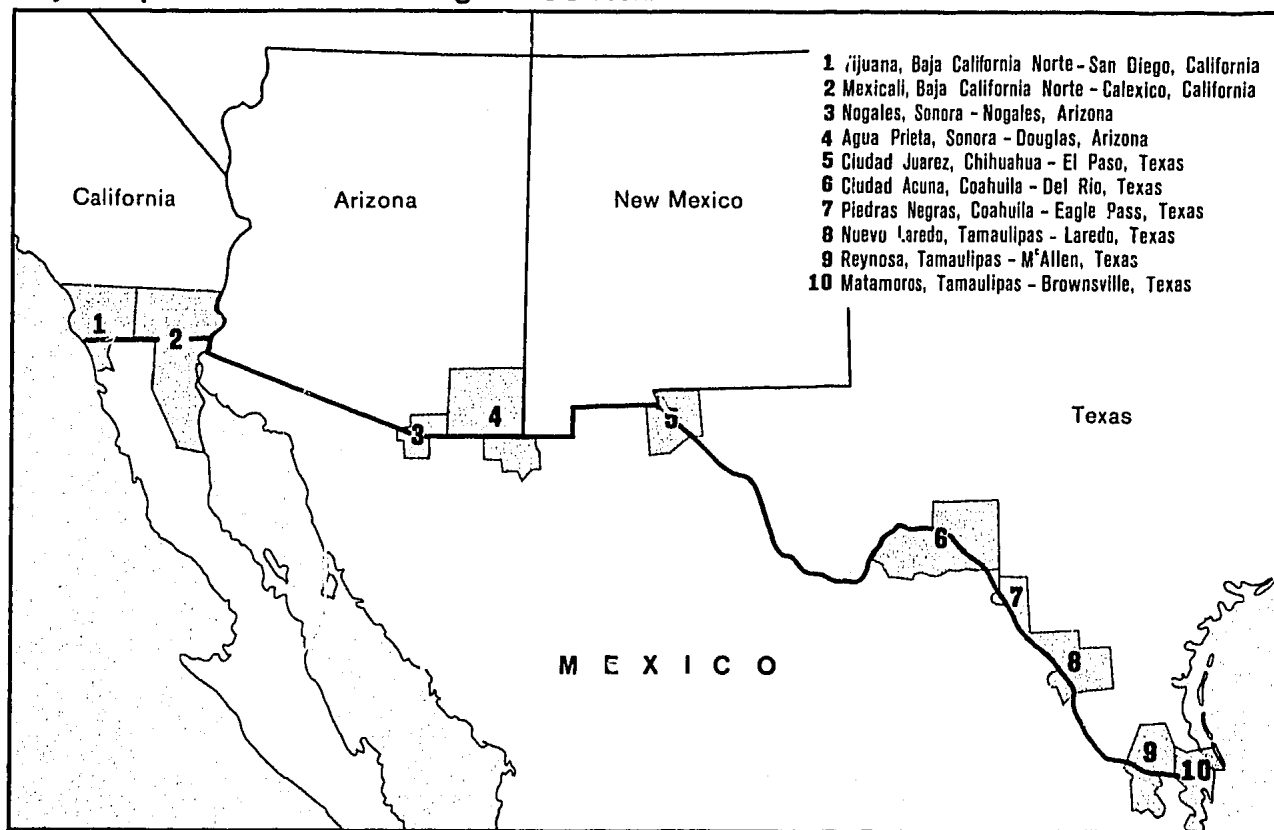 1 Tijuana, Baja California Norte - San Diego, California
2 Mexicali, Baja California Norte - Calexico, California
3 Nogales, Sonora - Nogales, Arizona
4 Agua Prieta, Sonora - Douglas, Arizona
5 Ciudad Juarez, Chihuahua - El Paso, Texas
6 Ciudad Acuna, Coahuila - Del Rio, Texas
7 Piedras Negras, Coahuila - Eagle Pass, Texas
8 Nuevo Laredo, Tamaulipas - Laredo, Texas
9 Reynosa, Tamaulipas - McAllen, Texas
10 Matamoros, Tamaulipas - Brownsville, Texas
California
Arizona
New Mexico
1
2
3
4
5
Texas
6
7
8
MEXICO
9
10